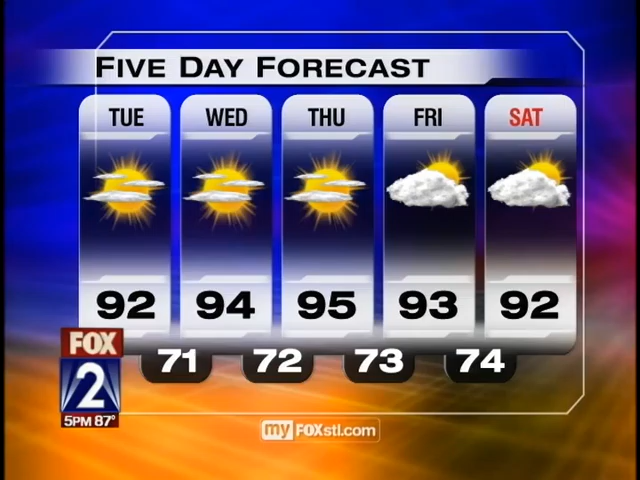 FIVE DAY FORECAST
TUE WED THU FRI SAT
92 94 95 93 92
71 72 73 74
FOX
2
5PM 87°
myFOXstl.com